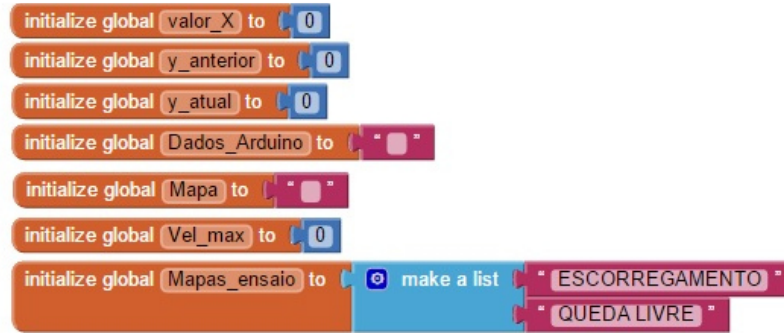 initialize global valor_X to 0
initialize global y_anterior to 0
initialize global y_atual to 0
initialize global Dados_Arduino to " "
initialize global Mapa to " "
initialize global Vel_max to 0
initialize global Mapas_ensaio to make a list " ESCORREGAMENTO "
" QUEDA LIVRE "